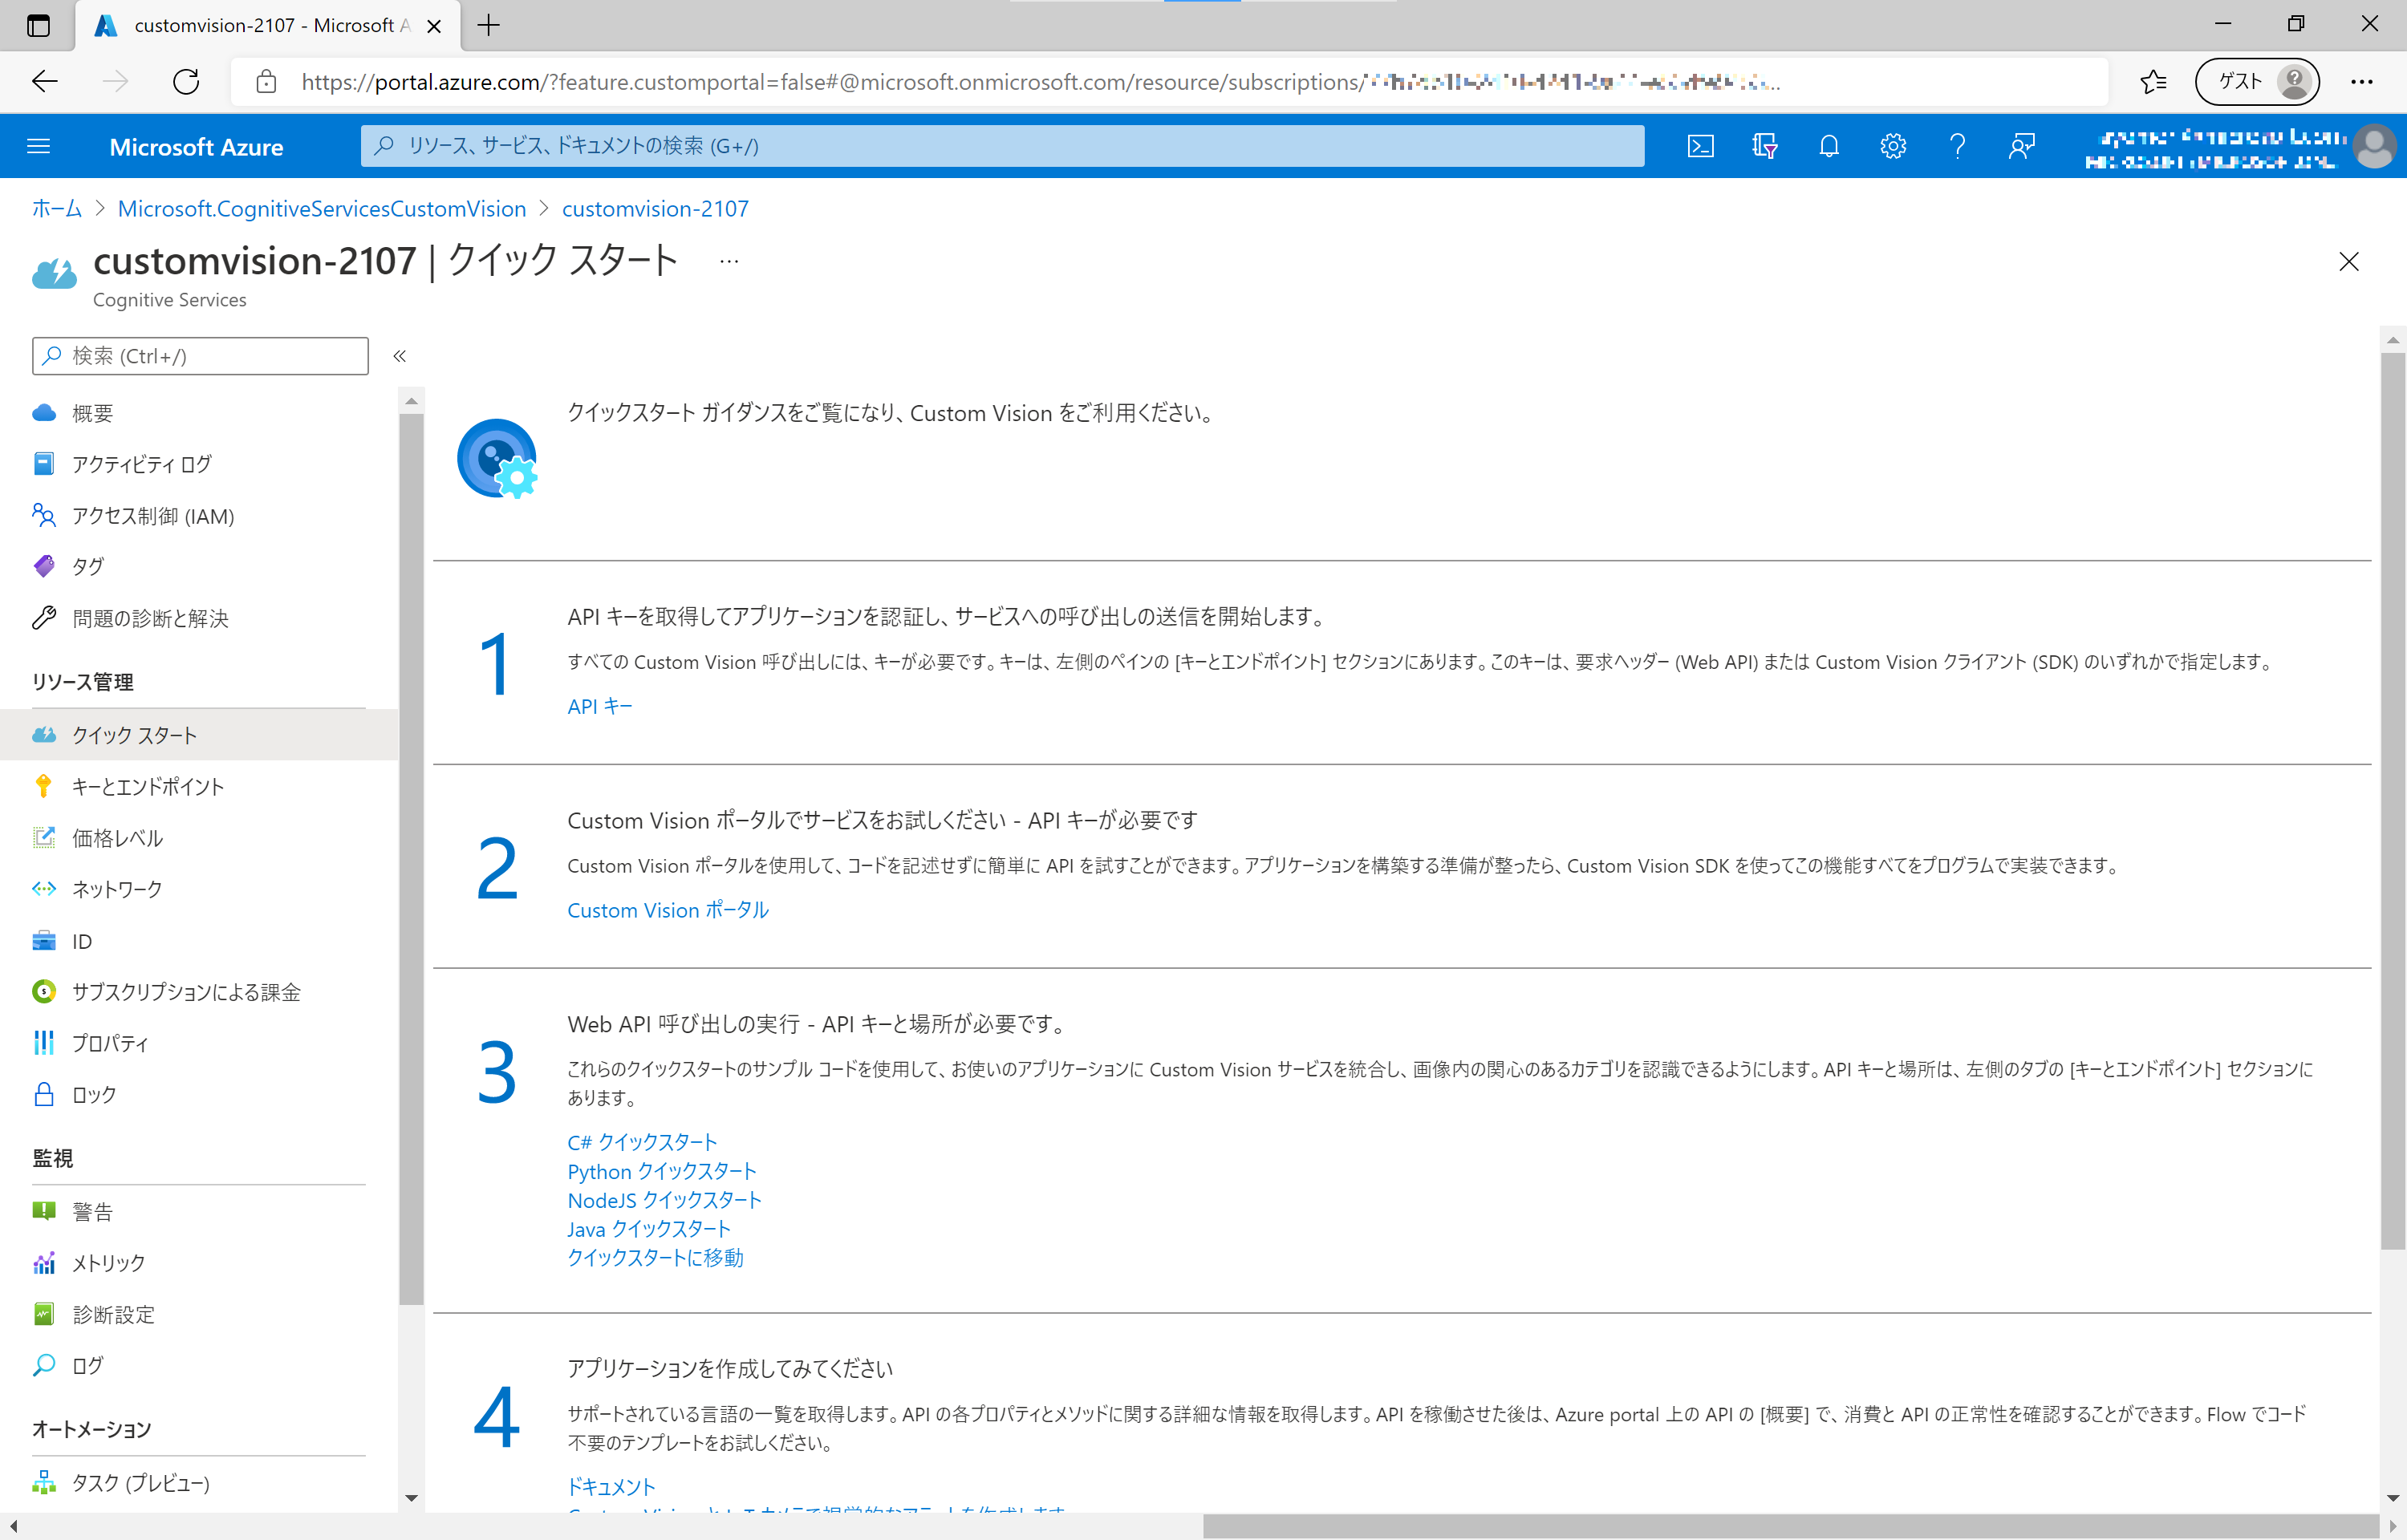 customvision-2107 - Microsoft A
https://portal.azure.com/?feature.customportal=false#@microsoft.onmicrosoft.com/resource/subscriptions/
ゲスト
Microsoft Azure
リソース、サービス、ドキュメントの検索 (G+/)
ホーム > Microsoft.CognitiveServicesCustomVision > customvision-2107
customvision-2107 | クイック スタート ...
Cognitive Services
検索 (Ctrl+/)
概要
アクティビティ ログ
アクセス制御 (IAM)
タグ
問題の診断と解決
リソース管理
クイック スタート
キーとエンドポイント
価格レベル
ネットワーク
ID
サブスクリプションによる課金
プロパティ
ロック
監視
警告
メトリック
診断設定
ログ
オートメーション
タスク (プレビュー)
クイックスタート ガイダンスをご覧になり、Custom Vision をご利用ください。
1
API キーを取得してアプリケーションを認証し、サービスへの呼び出しの送信を開始します。
すべての Custom Vision 呼び出しには、キーが必要です。キーは、左側のペインの [キーとエンドポイント] セクションにあります。このキーは、要求ヘッダー (Web API) または Custom Vision クライアント (SDK) のいずれかで指定します。
API キー
2
Custom Vision ポータルでサービスをお試しください - API キーが必要です
Custom Vision ポータルを使用して、コードを記述せずに簡単に API を試すことができます。アプリケーションを構築する準備が整ったら、Custom Vision SDK を使ってこの機能すべてをプログラムで実装できます。
Custom Vision ポータル
3
Web API 呼び出しの実行 - API キーと場所が必要です。
これらのクイックスタートのサンプル コードを使用して、お使いのアプリケーションに Custom Vision サービスを統合し、画像内の関心のあるカテゴリを認識できるようにします。API キーと場所は、左側のタブの [キーとエンドポイント] セクションに
あります。
C# クイックスタート
Python クイックスタート
NodeJS クイックスタート
Java クイックスタート
クイックスタートに移動
4
アプリケーションを作成してみてください
サポートされている言語の一覧を取得します。API の各プロパティとメソッドに関する詳細な情報を取得します。API を稼働させた後は、Azure portal 上の API の [概要] で、消費と API の正常性を確認することができます。Flow でコード
不要のテンプレートをお試しください。
ドキュメント